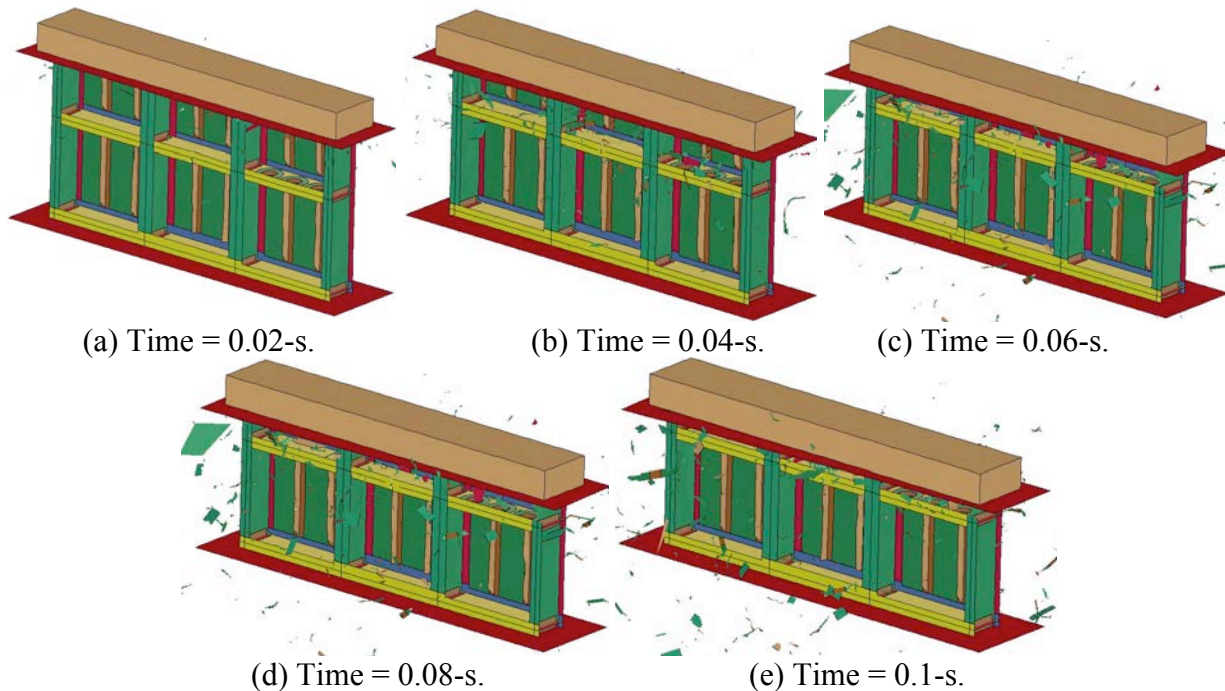 (a) Time = 0.02-s.
(b) Time = 0.04-s.
(c) Time = 0.06-s.
(d) Time = 0.08-s.
(e) Time = 0.1-s.